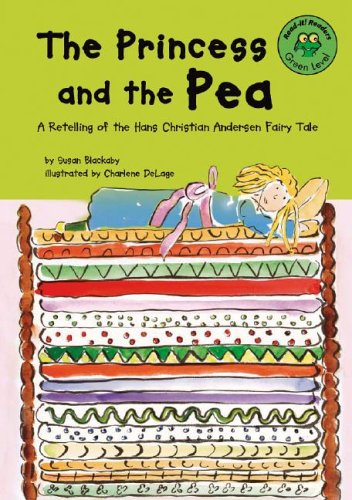 The Princess
and the Pea
Read-it! Readers
Green Level
A Retelling of the Hans Christian Andersen Fairy Tale
by Susan Blackaby
illustrated by Charlene DeLage